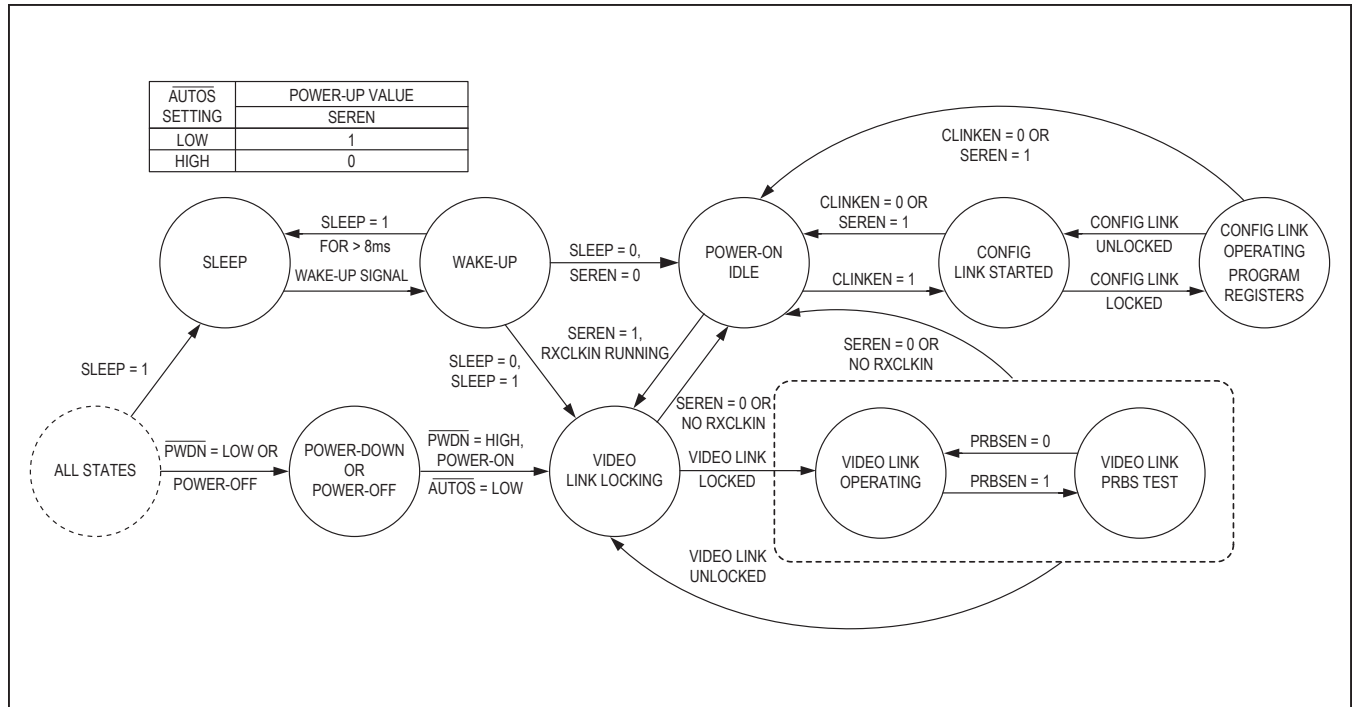 AUTOS
SETTING
POWER-UP VALUE
SEREN
LOW
1
HIGH
0
CLINKEN = 0 OR
SEREN = 1
SLEEP
SLEEP = 1
FOR > 8ms
WAKE-UP SIGNAL
WAKE-UP
SLEEP = 0,
SEREN = 0
POWER-ON
IDLE
CLINKEN = 0 OR
SEREN = 1
CLINKEN = 1
CONFIG
LINK STARTED
CONFIG LINK
UNLOCKED
CONFIG LINK
LOCKED
CONFIG LINK
OPERATING
PROGRAM
REGISTERS
SLEEP = 1
SLEEP = 0,
SLEEP = 1
SEREN = 1,
RXCLKIN RUNNING
SEREN = 0 OR
NO RXCLKIN
SEREN = 0 OR
NO RXCLKIN
ALL STATES
PWDN = LOW OR
POWER-OFF
POWER-DOWN
OR
POWER-OFF
PWDN = HIGH,
POWER-ON
AUTOS = LOW
VIDEO
LINK LOCKING
VIDEO LINK
LOCKED
VIDEO LINK
OPERATING
PRBSEN = 0
PRBSEN = 1
VIDEO LINK
PRBS TEST
VIDEO LINK
UNLOCKED